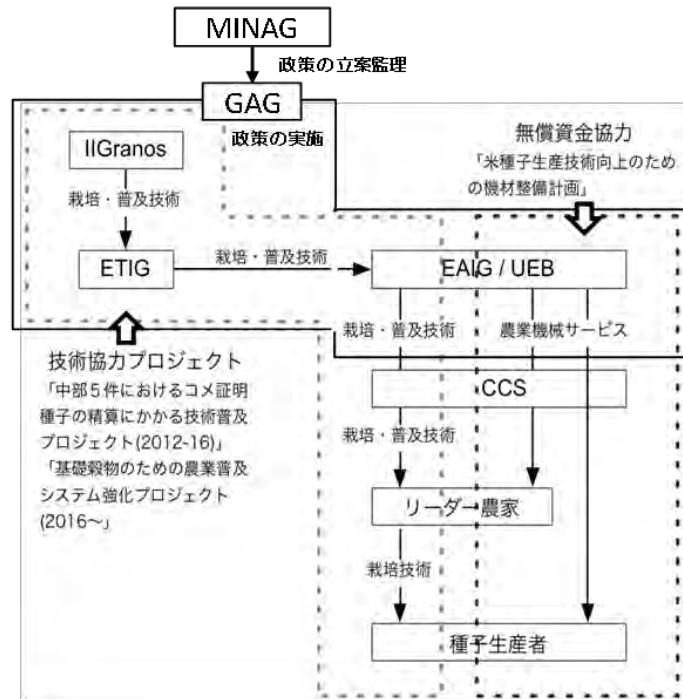 MINAG
政策の立案監理
GAG
政策の実施
無償資金協力
「米種子生産技術向上のため
の機材整備計画」
IIGranos
栽培・普及技術
ETIG
栽培・普及技術
EAIG / UEB
栽培・普及技術
農業機械サービス
技術協力プロジェクト
「中部５件におけるコメ証明
種子の精算にかかる技術普及
プロジェクト(2012-16)」
「基礎穀物のための農業普及
システム強化プロジェクト
(2016～」
CCS
栽培・普及技術
リーダー農家
栽培技術
種子生産者